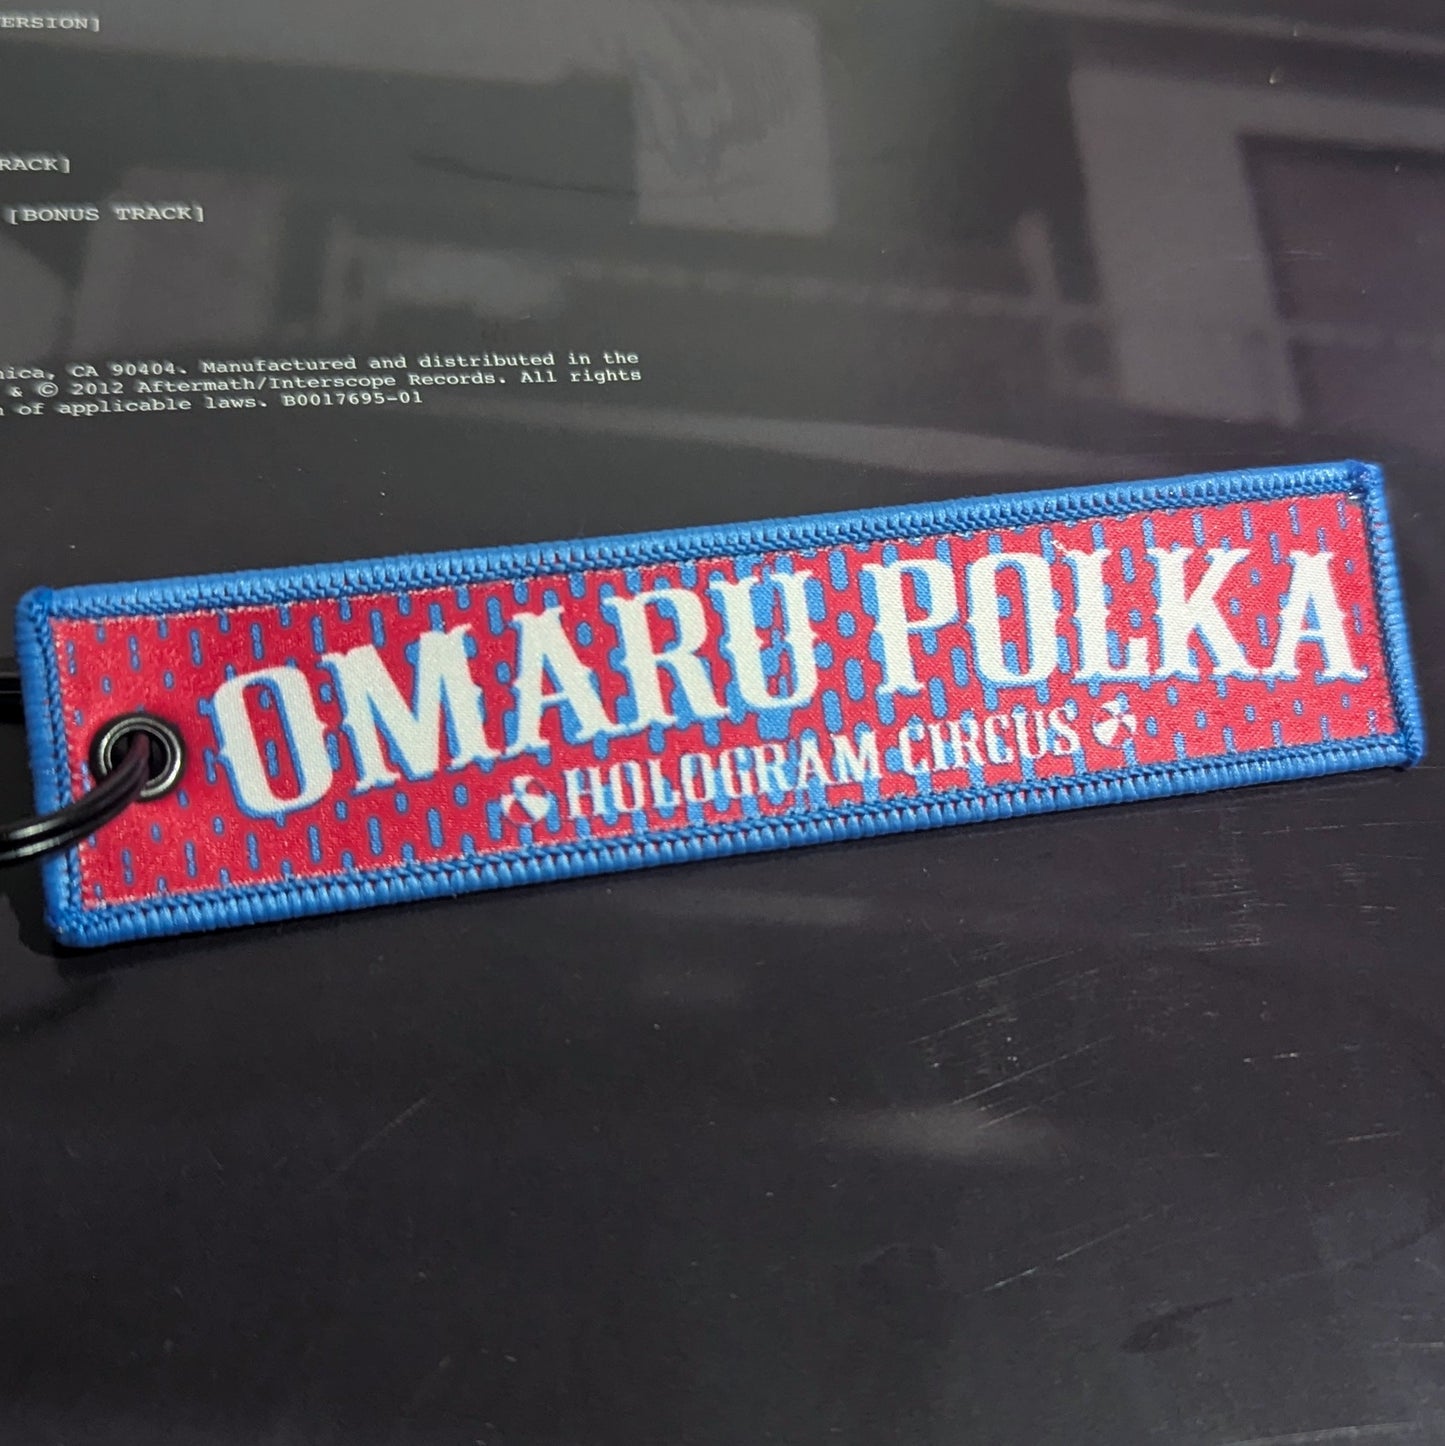 ERSION]
RACK]
[BONUS TRACK]
nica, CA 90404. Manufactured and distributed in the
& © 2012 Aftermath/Interscope Records. All rights
n of applicable laws. B0017695-01
OMARU POLKA
HOLOGRAM CIRCUS